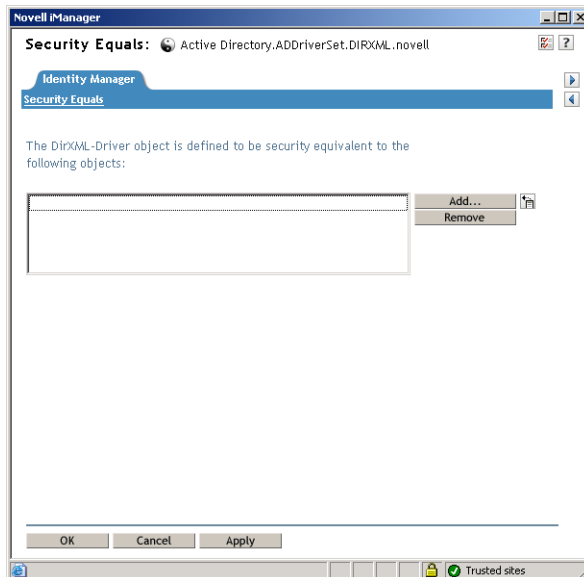 Novell iManager
Security Equals: Active Directory.ADDriverSet.DIRXML.novell
?
Identity Manager
Security Equals
The DirXML-Driver object is defined to be security equivalent to the
following objects:
Add...
Remove
OK Cancel Apply
Trusted sites